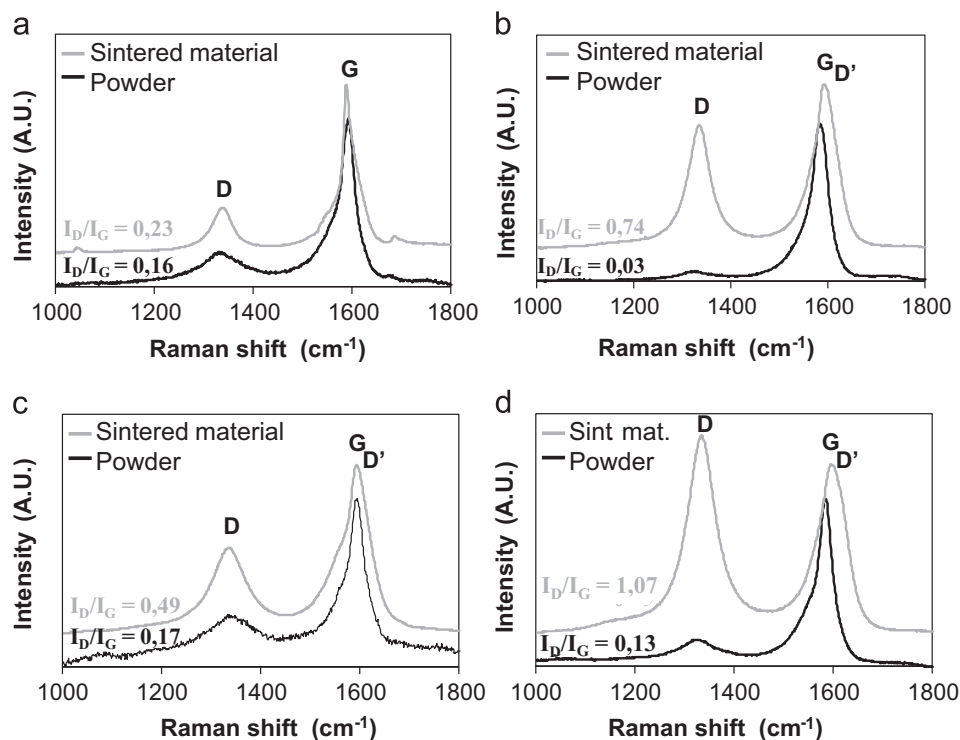 a
Sintered material
Powder
G
D
I_D/I_G = 0,23
I_D/I_G = 0,16
1000 1200 1400 1600 1800
Raman shift (cm⁻¹)
Intensity (A.U.)
b
Sintered material
Powder
G D'
D
I_D/I_G = 0,74
I_D/I_G = 0,03
1000 1200 1400 1600 1800
Raman shift (cm⁻¹)
Intensity (A.U.)
c
Sintered material
Powder
G
D'
D
I_D/I_G = 0,49
I_D/I_G = 0,17
1000 1200 1400 1600 1800
Raman shift (cm⁻¹)
Intensity (A.U.)
d
Sint mat.
Powder
D
G
D'
I_D/I_G = 1,07
I_D/I_G = 0,13
1000 1200 1400 1600 1800
Raman shift (cm⁻¹)
Intensity (A.U.)